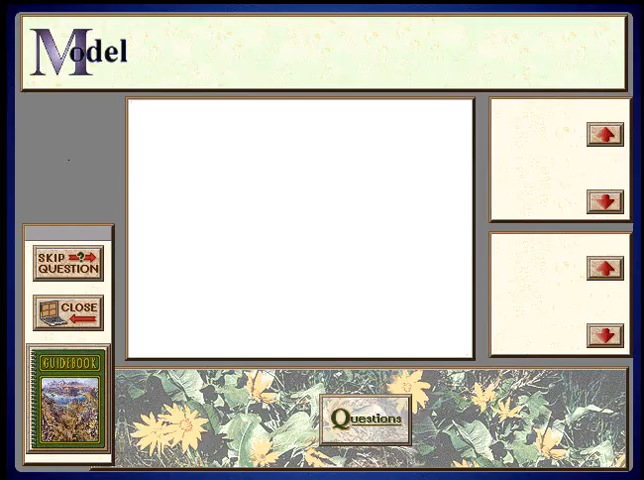 Model
SKIP ?
QUESTION
CLOSE
GUIDEBOOK
Questions